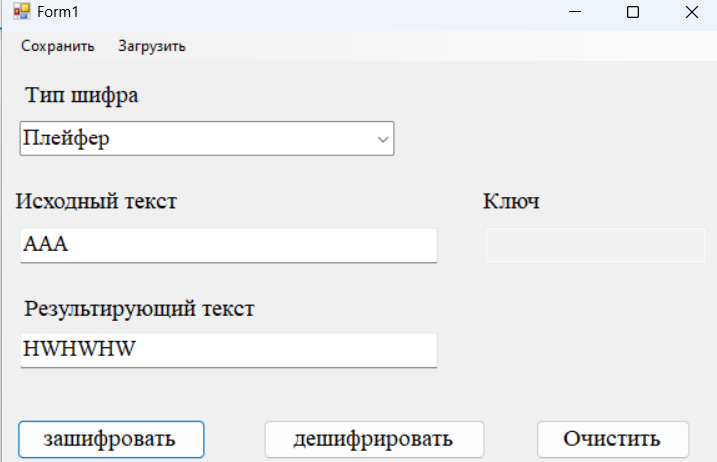 Form1
Сохранить Загрузить
Тип шифра
Плейфер
Исходный текст Ключ
AAA
Результирующий текст
HWHWHW
зашифровать дешифрировать Очистить